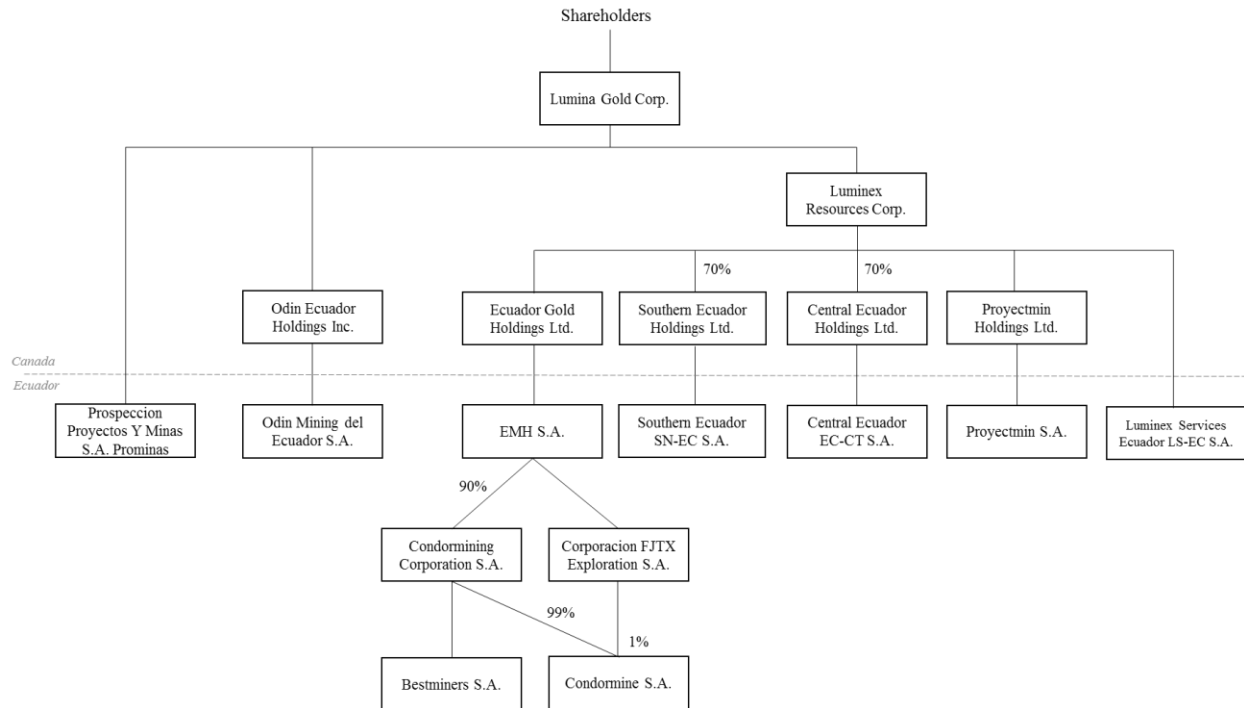 Shareholders
Lumina Gold Corp.
Luminex
Resources Corp.
70%
70%
Odin Ecuador
Holdings Inc.
Ecuador Gold
Holdings Ltd.
Southern Ecuador
Holdings Ltd.
Central Ecuador
Holdings Ltd.
Proyectmin
Holdings Ltd.
Canada
Ecuador
Prospeccion
Proyectos Y Minas
S.A. Prominas
Odin Mining del
Ecuador S.A.
EMH S.A.
Southern Ecuador
SN-EC S.A.
Central Ecuador
EC-CT S.A.
Proyectmin S.A.
Luminex Services
Ecuador LS-EC S.A.
90%
Condormining
Corporation S.A.
Corporacion FJTX
Exploration S.A.
99%
1%
Bestminers S.A.
Condormine S.A.